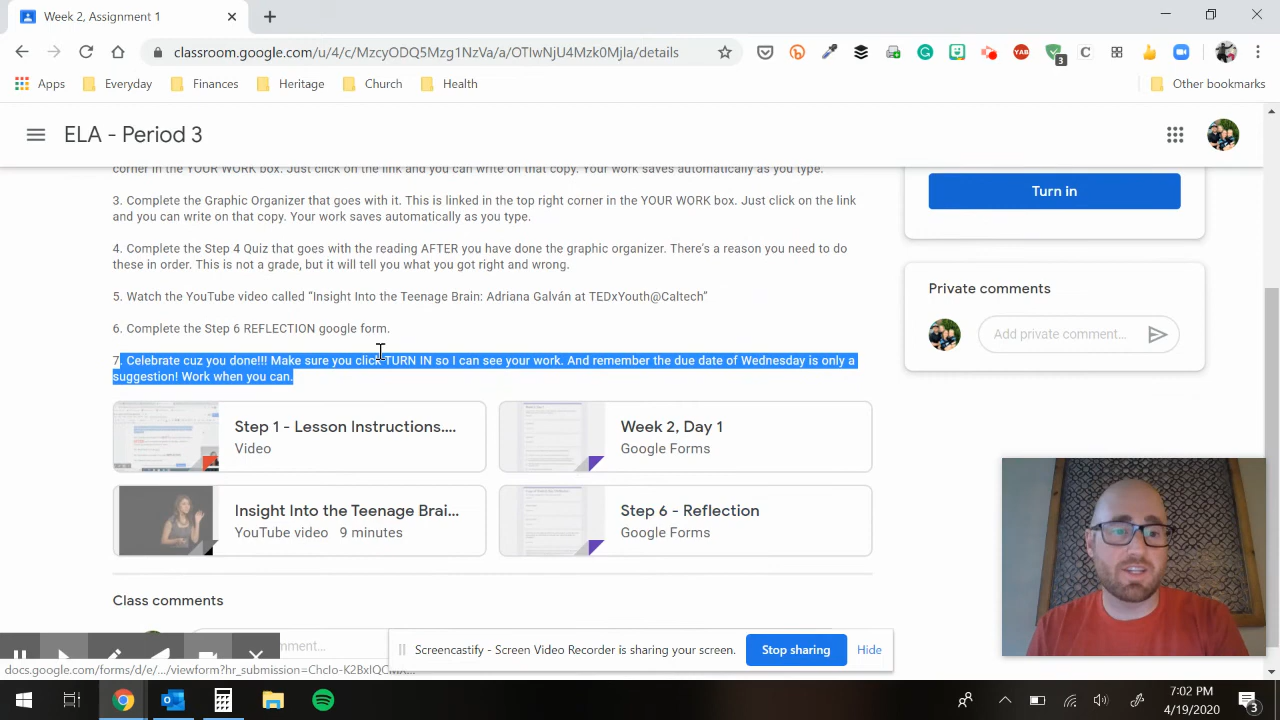 Week 2, Assignment 1
classroom.google.com/u/4/c/MzcyODQ5Mzg1NzVa/a/OTIwNjU4Mzk0Mjla/details
3
Apps
Everyday
Finances
Heritage
Church
Health
Other bookmarks
ELA - Period 3
corner in the YOUR WORK box. Just click on the link and you can write on that copy. Your work saves automatically as you type.
3. Complete the Graphic Organizer that goes with it. This is linked in the top right corner in the YOUR WORK box. Just click on the link
and you can write on that copy. Your work saves automatically as you type.
4. Complete the Step 4 Quiz that goes with the reading AFTER you have done the graphic organizer. There's a reason you need to do
these in order. This is not a grade, but it will tell you what you got right and wrong.
5. Watch the YouTube video called “Insight Into the Teenage Brain: Adriana Galván at TEDxYouth@Caltech”
6. Complete the Step 6 REFLECTION google form.
7. Celebrate cuz you done!!! Make sure you click TURN IN so I can see your work. And remember the due date of Wednesday is only a
suggestion! Work when you can.
Turn in
Private comments
Add private comment...
Step 1 - Lesson Instructions....
Video
Week 2, Day 1
Google Forms
Insight Into the Teenage Brai...
YouTube video 9 minutes
Step 6 - Reflection
Google Forms
Class comments
Screencastify - Screen Video Recorder is sharing your screen.
Stop sharing
Hide
7:02 PM
4/19/2020
3